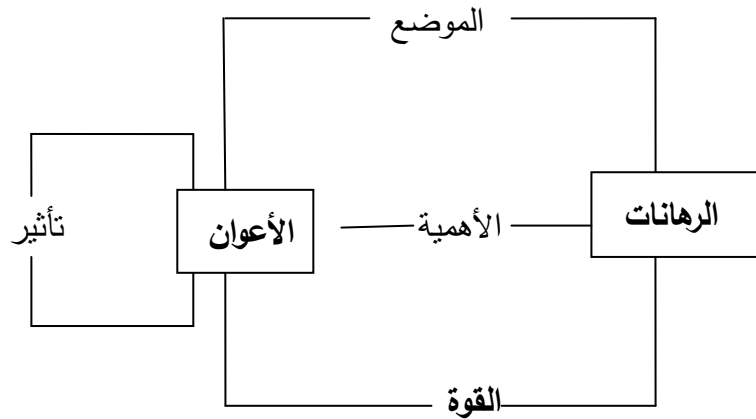 الموضع
الرهانات
الأهمية
الأعوان
تأثير
القوة